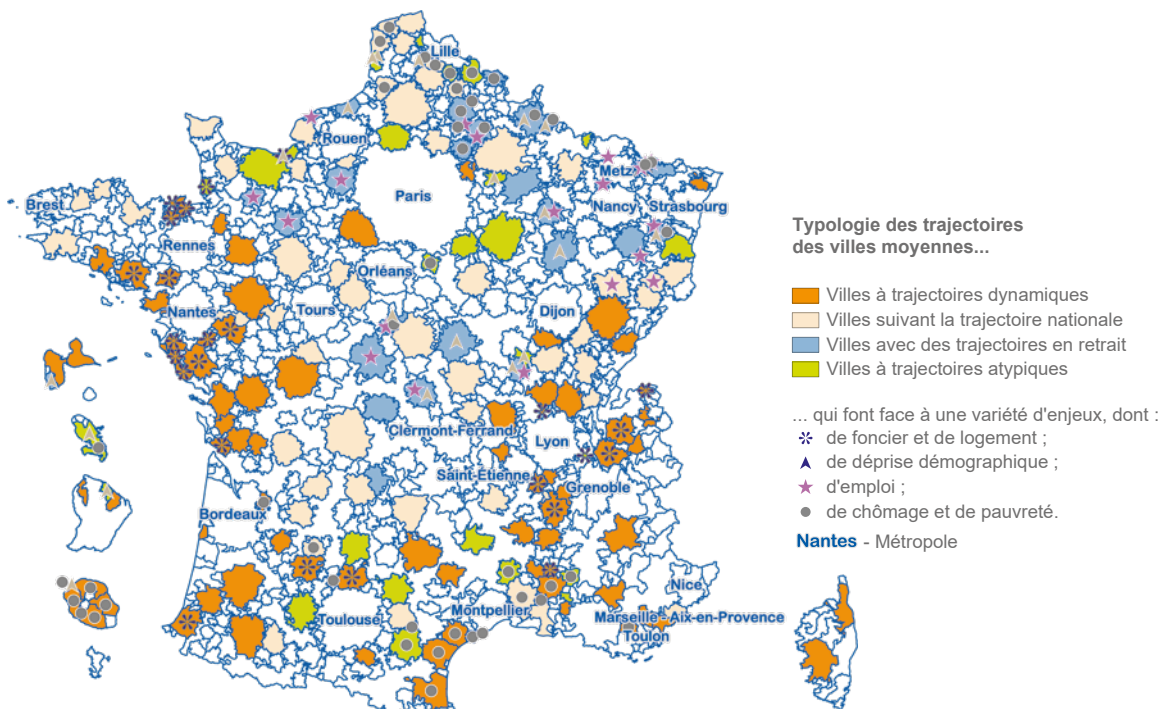 Lille
Rouen
Metz
Paris
Brest
Nancy
Strasbourg
Rennes
Orléans
Nantes
Tours
Dijon
Clermont-Ferrand
Lyon
Saint-Etienne
Grenoble
Bordeaux
Nice
Montpellier
Toulouse
Marseille - Aix-en-Provence
Toulon
Typologie des trajectoires
des villes moyennes...
Villes à trajectoires dynamiques
Villes suivant la trajectoire nationale
Villes avec des trajectoires en retrait
Villes à trajectoires atypiques
... qui font face à une variété d'enjeux, dont :
de foncier et de logement ;
de déprise démographique ;
d'emploi ;
de chômage et de pauvreté.
Nantes - Métropole